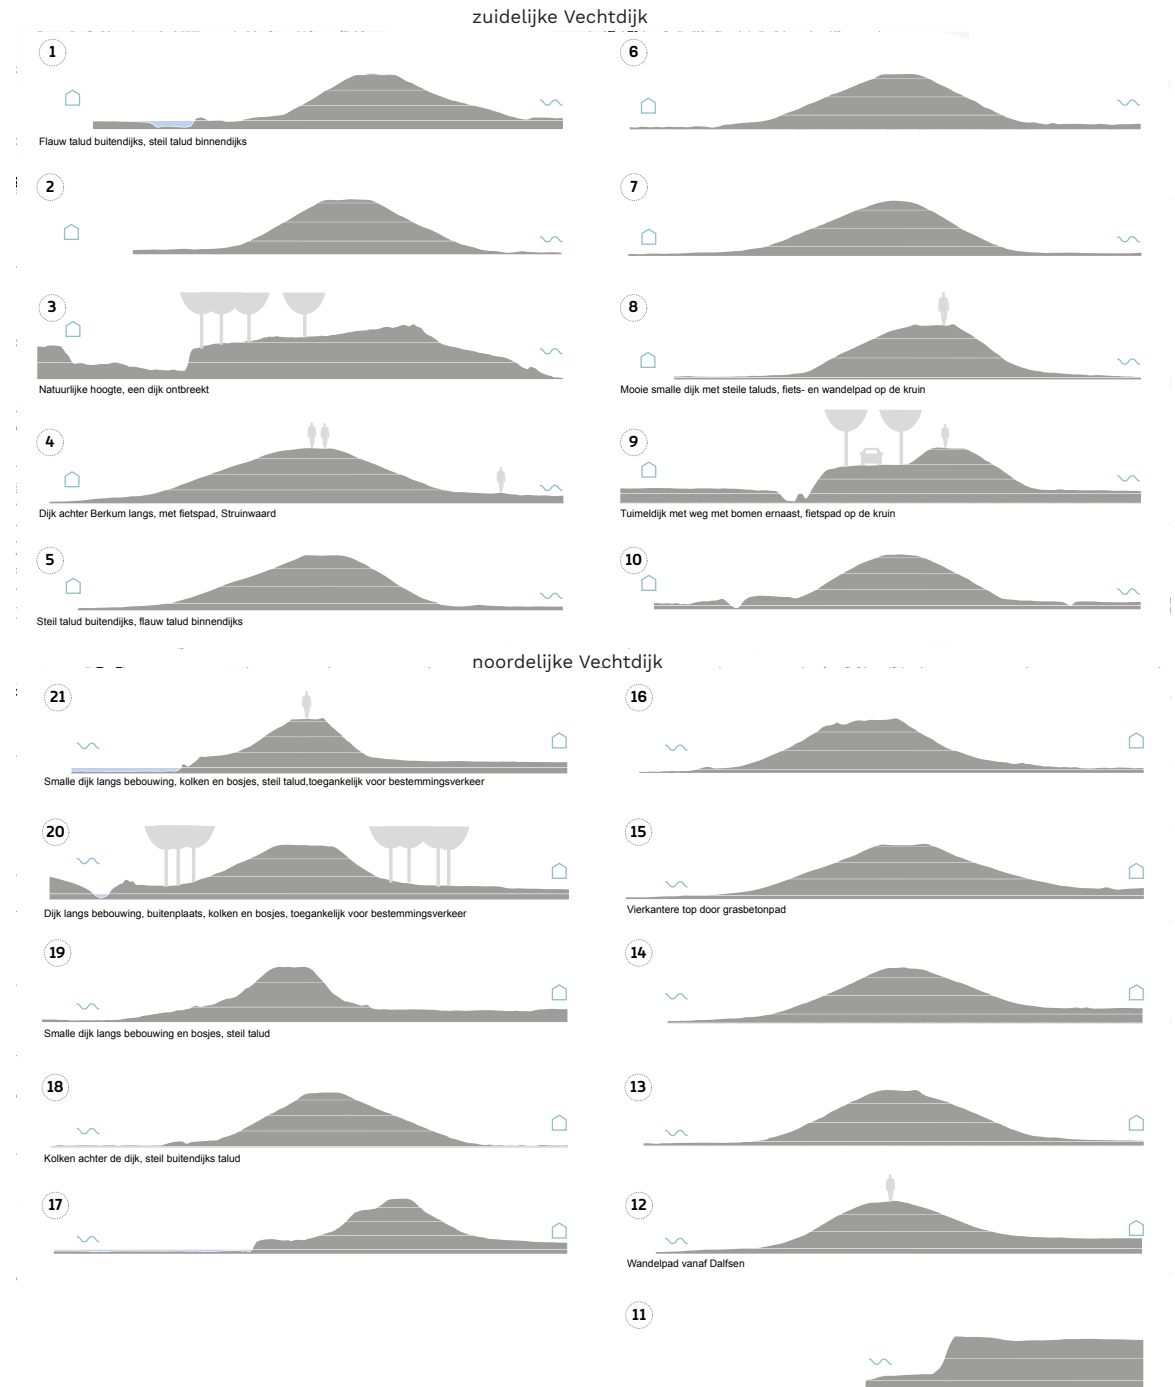 zuidelijke Vechtdijk
1
Flauw talud buitendijks, steil talud binnendijks
2
3
Natuurlijke hoogte, een dijk ontbreekt
4
Dijk achter Berkum langs, met fietspad, Struinwaard
5
Steil talud buitendijks, flauw talud binnendijks
6
7
8
Mooie smalle dijk met steile taluds, fiets- en wandelpad op de kruin
9
Tuimeldijk met weg met bomen ernaast, fietspad op de kruin
10
noordelijke Vechtdijk
21
Smalle dijk langs bebouwing, kolken en bosjes, steil talud,toegankelijk voor bestemmingsverkeer
20
Dijk langs bebouwing, buitenplaats, kolken en bosjes, toegankelijk voor bestemmingsverkeer
19
Smalle dijk langs bebouwing en bosjes, steil talud
18
Kolken achter de dijk, steil buitendijks talud
17
16
15
Vierkantere top door grasbetonpad
14
13
12
Wandelpad vanaf Dalfsen
11